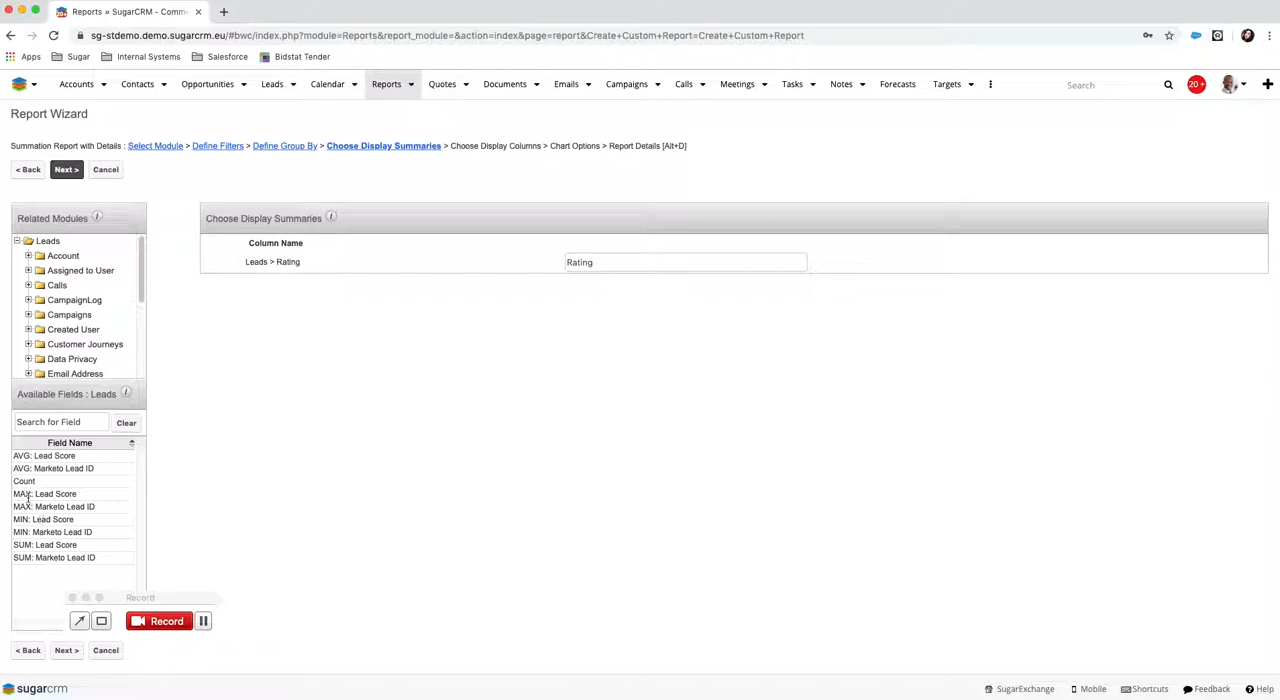 Reports » SugarCRM - Comm
sg-stdemo.demo.sugarcrm.eu/#bwc/index.php?module=Reports&report_module=&action=index&page=report&Create+Custom+Report=Create+Custom+Report
Apps Sugar Internal Systems Salesforce Bidstat Tender
Accounts Contacts Opportunities Leads Calendar Reports Quotes Documents Emails Campaigns Calls Meetings Tasks Notes Forecasts Targets Search 20+
Report Wizard
Summation Report with Details : Select Module > Define Filters > Define Group By > Choose Display Summaries > Choose Display Columns > Chart Options > Report Details [Alt+D]
< Back Next > Cancel
Related Modules i
Choose Display Summaries i
Leads
Account
Assigned to User
Calls
CampaignLog
Campaigns
Created User
Customer Journeys
Data Privacy
Email Address
Column Name
Leads > Rating Rating
Available Fields : Leads i
Search for Field Clear
Field Name
AVG: Lead Score
AVG: Marketo Lead ID
Count
MAX: Lead Score
MAX: Marketo Lead ID
MIN: Lead Score
MIN: Marketo Lead ID
SUM: Lead Score
SUM: Marketo Lead ID
Record
Record
< Back Next > Cancel
sugarcrm
SugarExchange Mobile Shortcuts Feedback Help